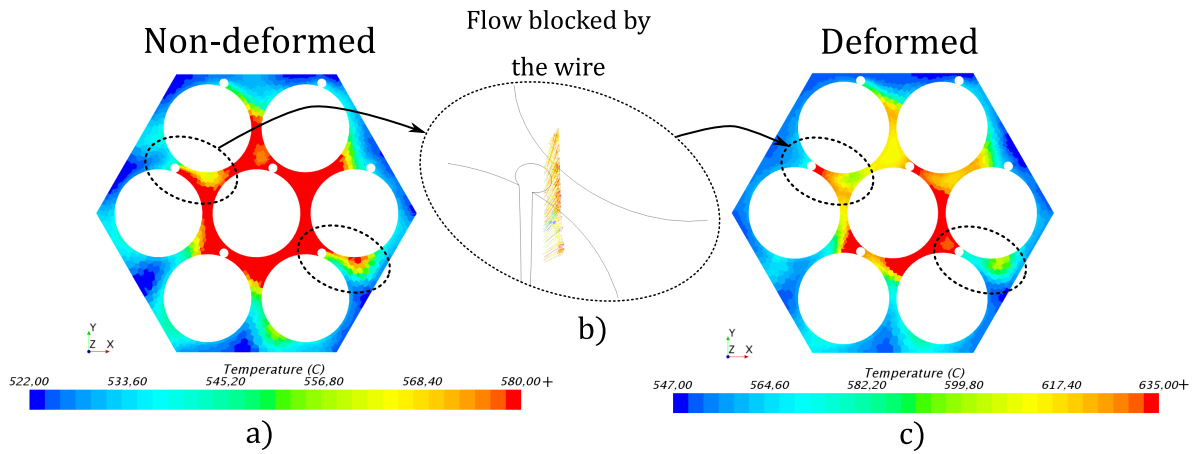 Flow blocked by
the wire
Non-deformed
Deformed
b)
Y
Z X
Temperature (C)
522,00 533,60 545,20 556,80 568,40 580,00+
a)
Y
Z X
Temperature (C)
547,00 564,60 582,20 599,80 617,40 635,00+
c)